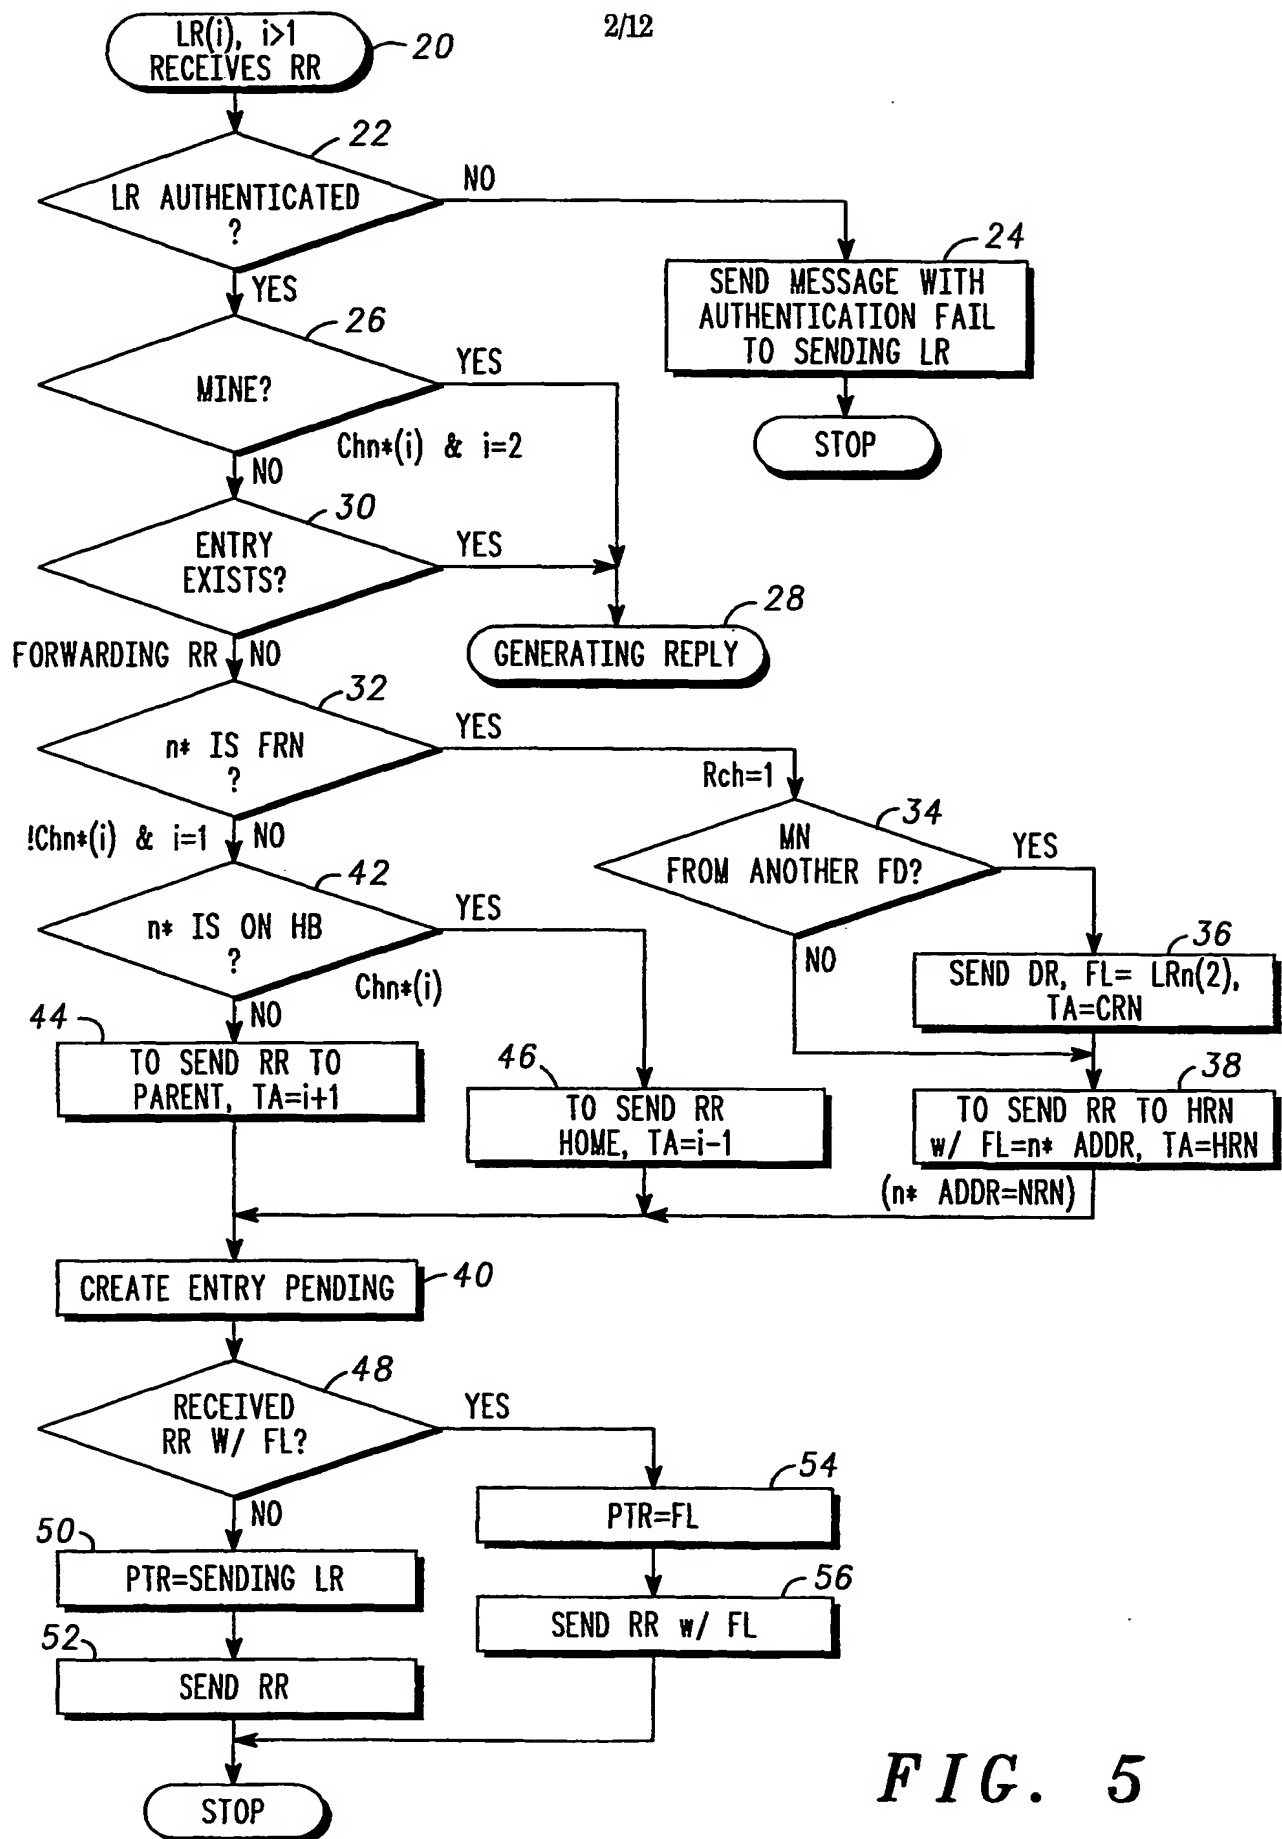 2/12
LR(i), i>1
RECEIVES RR
20
22
LR AUTHENTICATED
?
NO
YES
24
SEND MESSAGE WITH
AUTHENTICATION FAIL
TO SENDING LR
STOP
26
MINE?
YES
Chn*(i) & i=2
NO
30
ENTRY
EXISTS?
YES
28
GENERATING REPLY
FORWARDING RR
NO
32
n* IS FRN
?
YES
Rch=1
!Chn*(i) & i=1
NO
34
MN
FROM ANOTHER FD?
YES
NO
36
SEND DR, FL= LRn(2),
TA=CRN
42
n* IS ON HB
?
YES
Chn*(i)
NO
44
TO SEND RR TO
PARENT, TA=i+1
46
TO SEND RR
HOME, TA=i-1
38
TO SEND RR TO HRN
w/ FL=n* ADDR, TA=HRN
(n* ADDR=NRN)
CREATE ENTRY PENDING
40
48
RECEIVED
RR W/ FL?
YES
NO
54
PTR=FL
50
PTR=SENDING LR
56
SEND RR w/ FL
52
SEND RR
STOP
FIG. 5